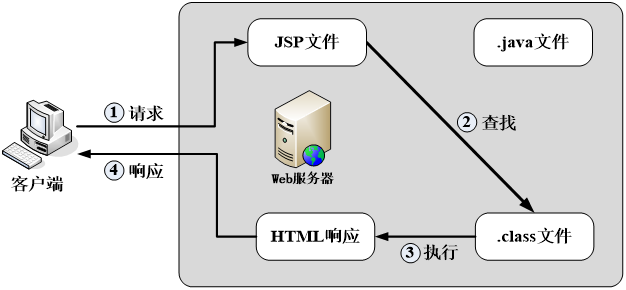 JSP文件
.java文件
① 请求
② 查找
④ 响应
Web服务器
客户端
HTML响应
③ 执行
.class文件